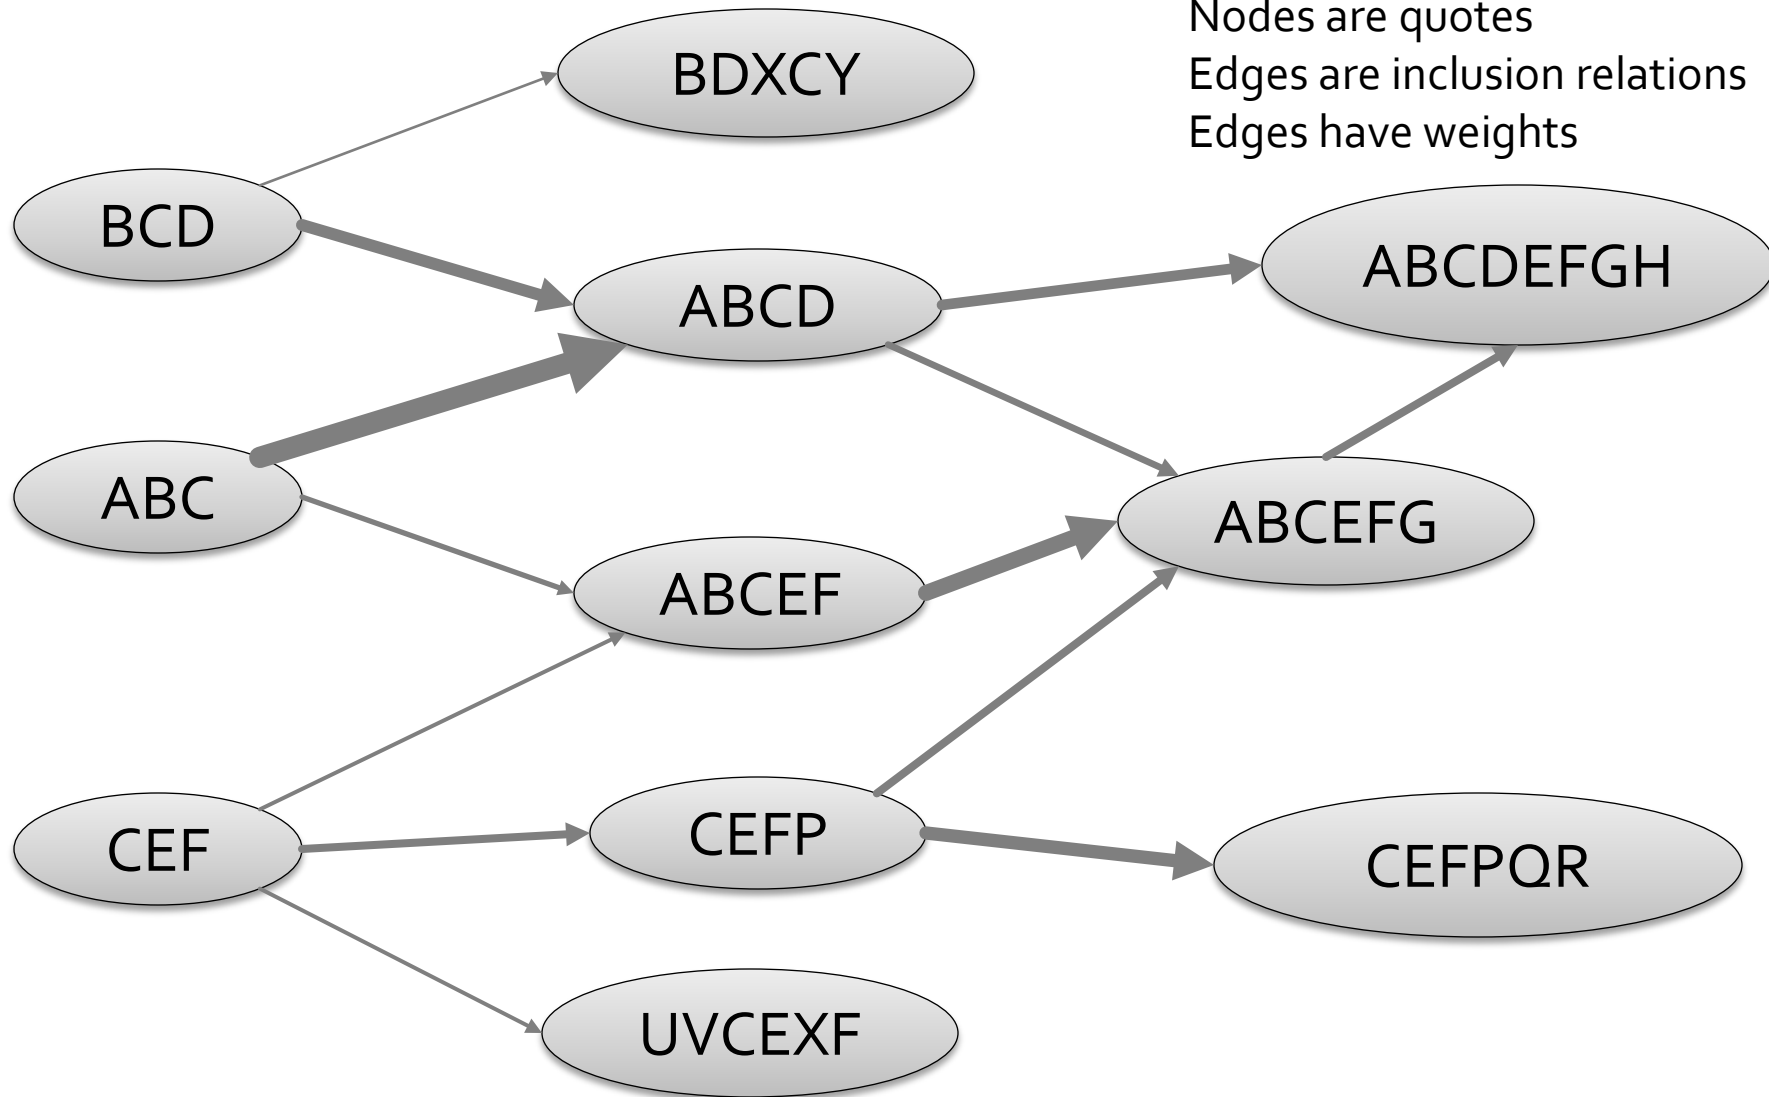 Nodes are quotes
Edges are inclusion relations
Edges have weights
BDXCY
BCD
ABCD
ABCDEFGH
ABC
ABCEF
ABCEFG
CEF
CEFP
CEFPQR
UVCEXF